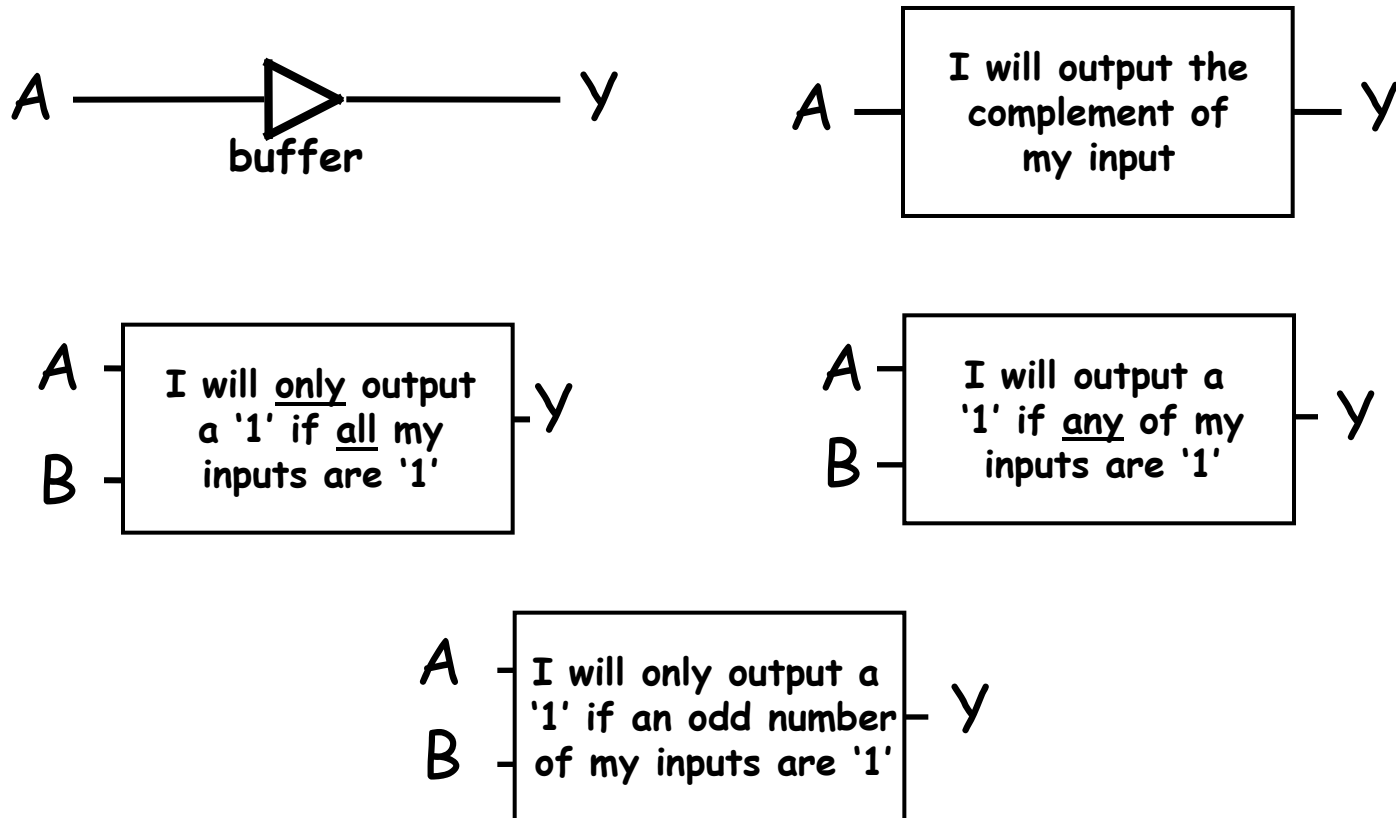 A
Y
buffer
A
I will output the
complement of
my input
Y
A
B
I will only output
a ‘1’ if all my
inputs are ‘1’
Y
A
B
I will output a
‘1’ if any of my
inputs are ‘1’
Y
A
B
I will only output a
‘1’ if an odd number
of my inputs are ‘1’
Y